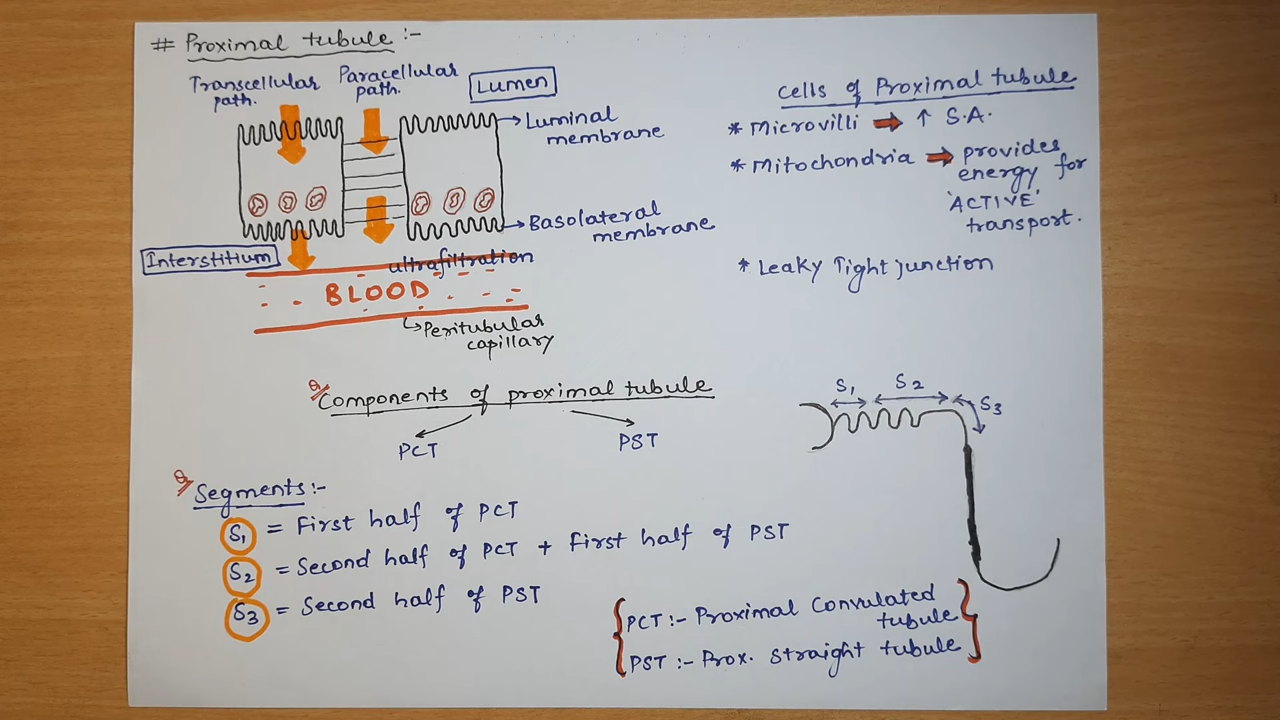 # Proximal tubule :-
Transcellular
path.
Paracellular
path.
Lumen
Luminal
membrane
Basolateral
membrane
Interstitium
ultrafiltration
BLOOD
Peritubular
capillary
Cells of Proximal tubule
* Microvilli → ↑ S.A.
* Mitochondria → provides
energy for
'ACTIVE'
transport.
* Leaky Tight junction
Q Components of proximal tubule
PCT
PST
S1
S2
S3
Q Segments :-
S1 = First half of PCT
S2 = Second half of PCT + First half of PST
S3 = Second half of PST
PCT :- Proximal Convulated
tubule
PST :- Prox. straight tubule